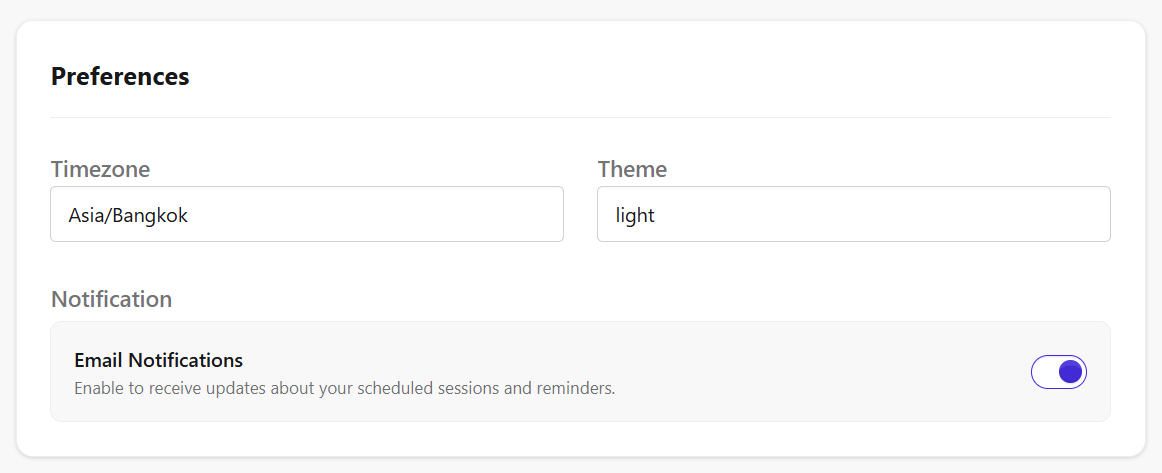 Preferences
Timezone
Theme
Asia/Bangkok
light
Notification
Email Notifications
Enable to receive updates about your scheduled sessions and reminders.